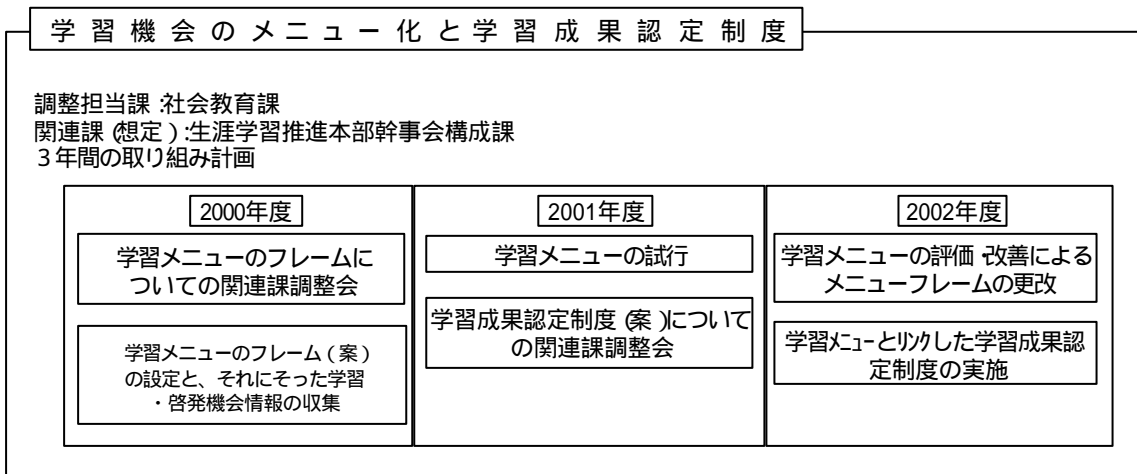 学習機会のメニュー化と学習成果認定制度
調整担当課:社会教育課
関連課(想定):生涯学習推進本部幹事会構成課
3年間の取り組み計画
2000年度
学習メニューのフレームに
ついての関連課調整会
学習メニューのフレーム(案)
の設定と、それにそった学習
・啓発機会情報の収集
2001年度
学習メニューの試行
学習成果認定制度(案)について
の関連課調整会
2002年度
学習メニューの評価・改善による
メニューフレームの更改
学習メニューとリンクした学習成果認
定制度の実施